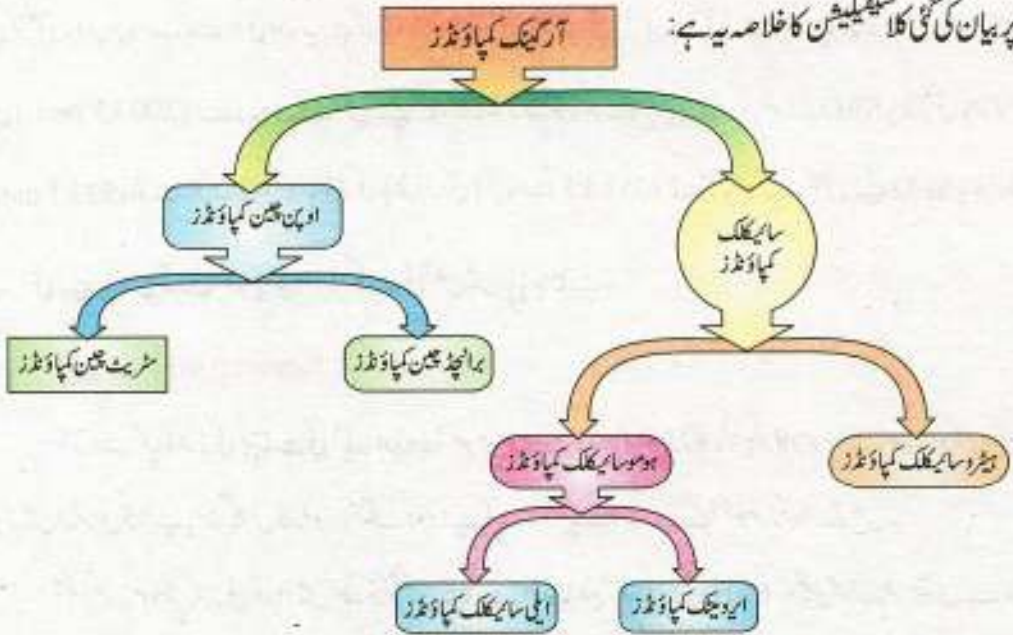 پر بیان کی گئی کلاسیفیکیشن کا خلاصہ یہ ہے:
آرگینک کمپاؤنڈز
اوپن چین کمپاؤنڈز
سائیکلک
کمپاؤنڈز
سٹریٹ چین کمپاؤنڈز
برانچڈ چین کمپاؤنڈز
ہوموسائیکلک کمپاؤنڈز
ہیٹروسائیکلک کمپاؤنڈز
ایلی سائیکلک کمپاؤنڈز
ایرومیٹک کمپاؤنڈز